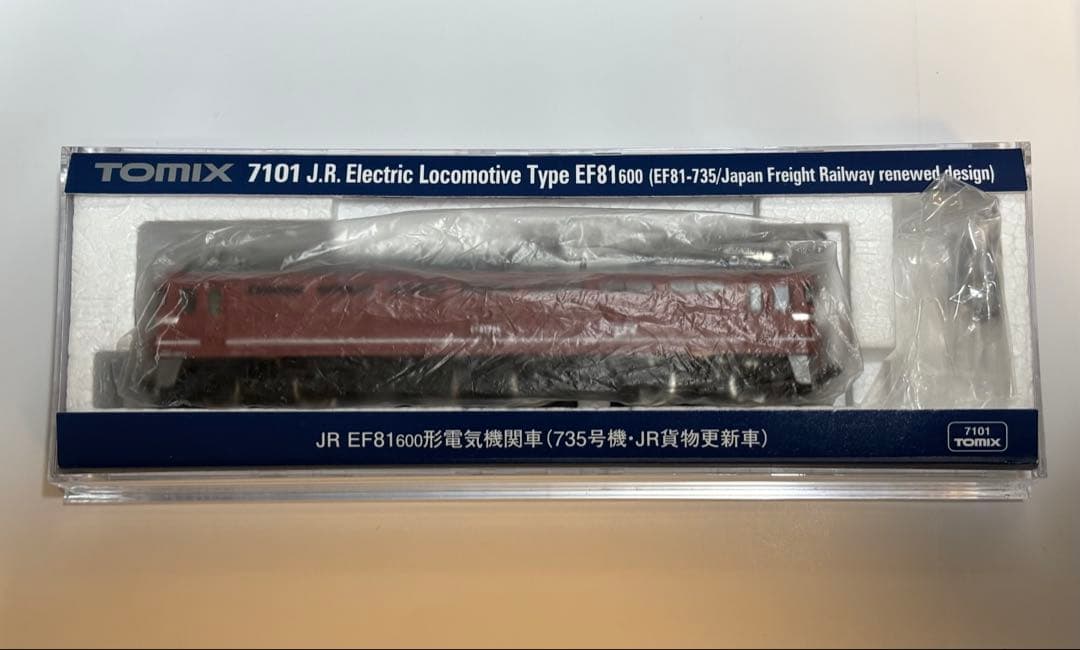 TOMIX 7101 J.R. Electric Locomotive Type EF81600 (EF81-735/Japan Freight Railway renewed design)
JR EF81600形電気機関車(735号機・JR貨物更新車)
7101
TOMIX